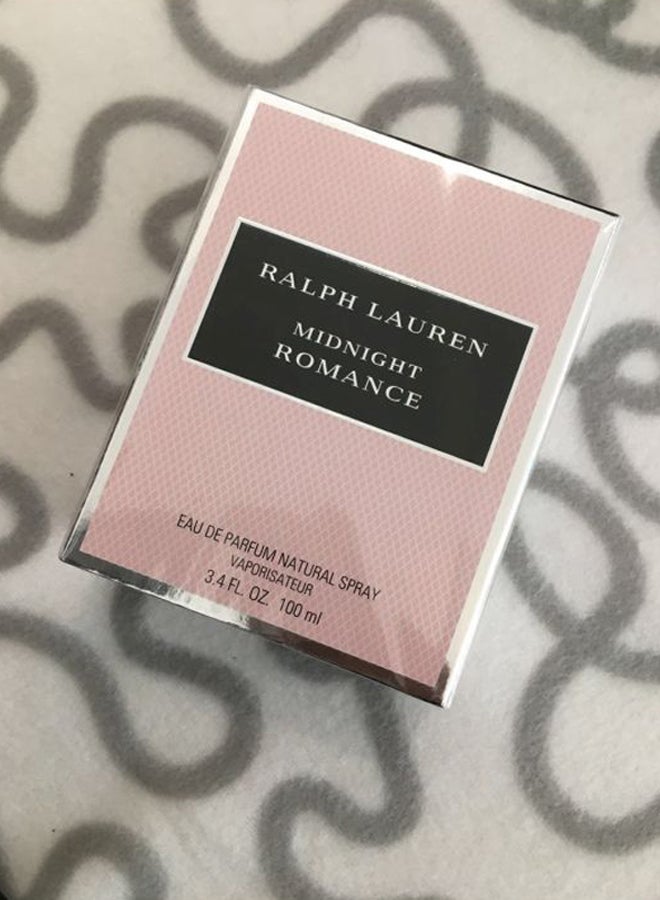 RALPH LAUREN
MIDNIGHT
ROMANCE
EAU DE PARFUM NATURAL SPRAY
VAPORISATEUR
3.4 FL. OZ. 100 ml